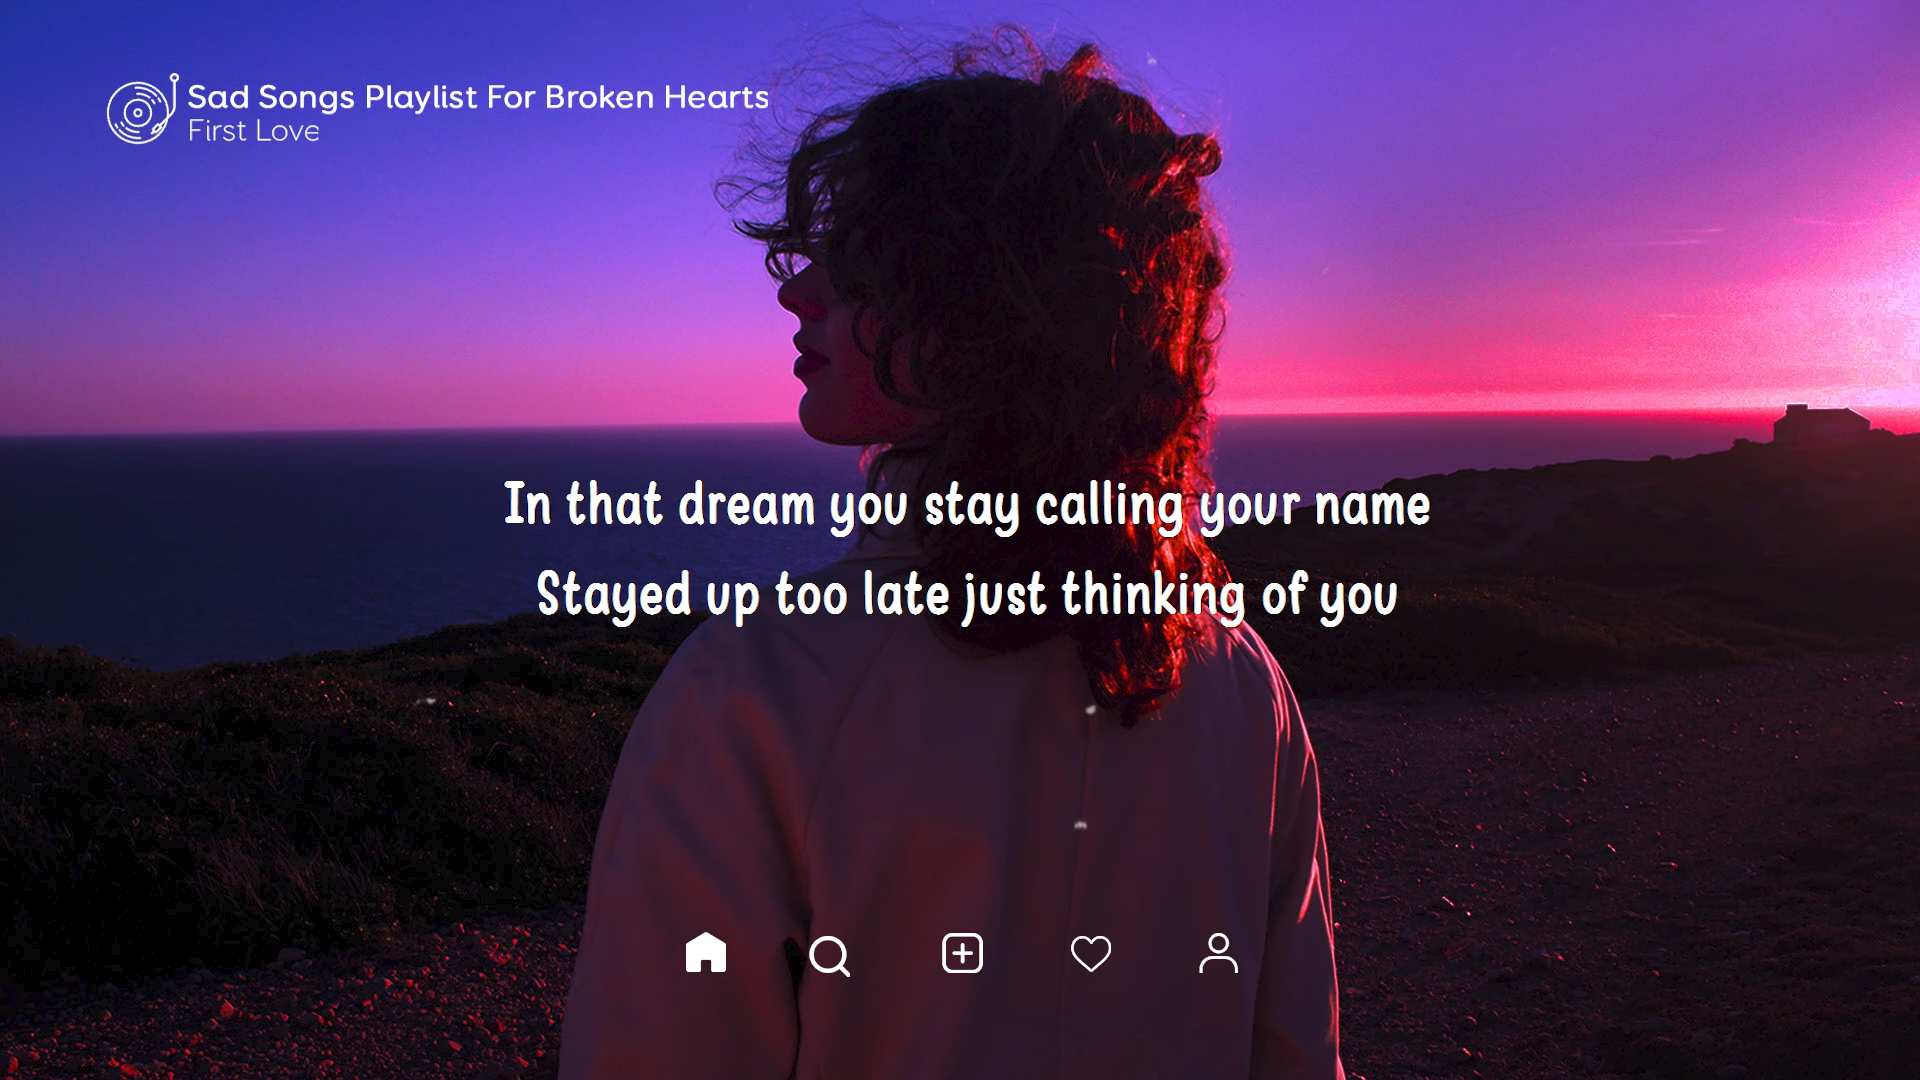 Sad Songs Playlist For Broken Hearts
First Love
In that dream you stay calling your name
Stayed up too late just thinking of you